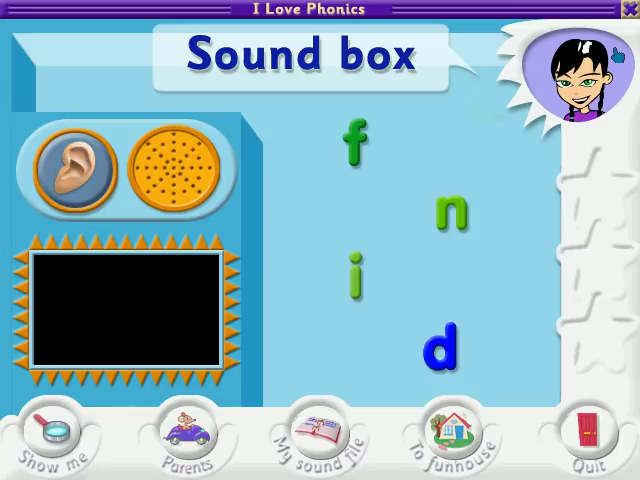 I Love Phonics
Sound box
f
n
i
d
Show me
Parents
My sound file
To funhouse
Quit